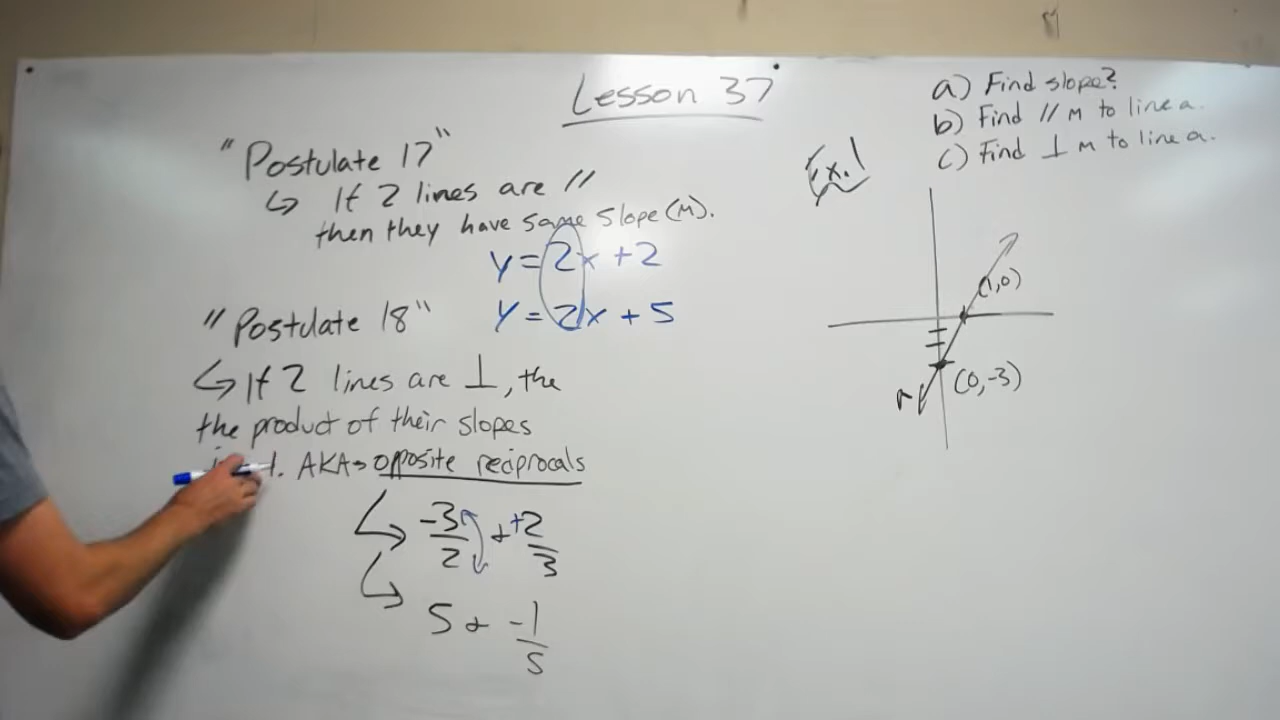 Lesson 37
"Postulate 17"
↳ If 2 lines are //
then they have same slope (M).
y = 2x + 2
y = 2x + 5
"Postulate 18"
↳ If 2 lines are ⊥, the
the product of their slopes
1. AKA → opposite reciprocals
↳ -3/2 + +2/3
↳ 5 + -1/5
a) Find slope?
b) Find // M to line a.
c) Find ⊥ M to line a.
Ex. 1
(1,0)
(0,-3)